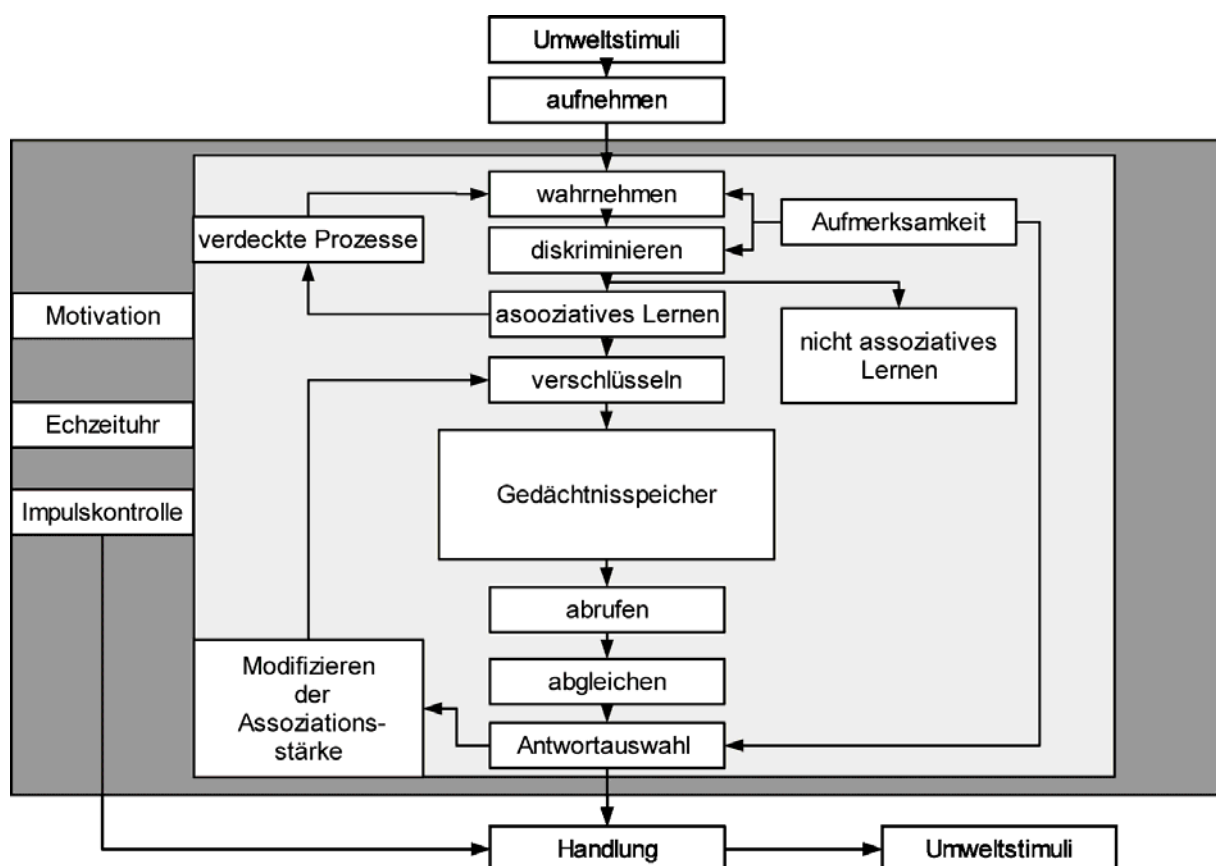 Umweltstimuli
aufnehmen
wahrnehmen
Aufmerksamkeit
verdeckte Prozesse
diskriminieren
Motivation
asooziatives Lernen
nicht assoziatives
Lernen
verschlüsseln
Echzeituhr
Impulskontrolle
Gedächtnisspeicher
abrufen
Modifizieren
der
Assoziations-
stärke
abgleichen
Antwortauswahl
Handlung
Umweltstimuli